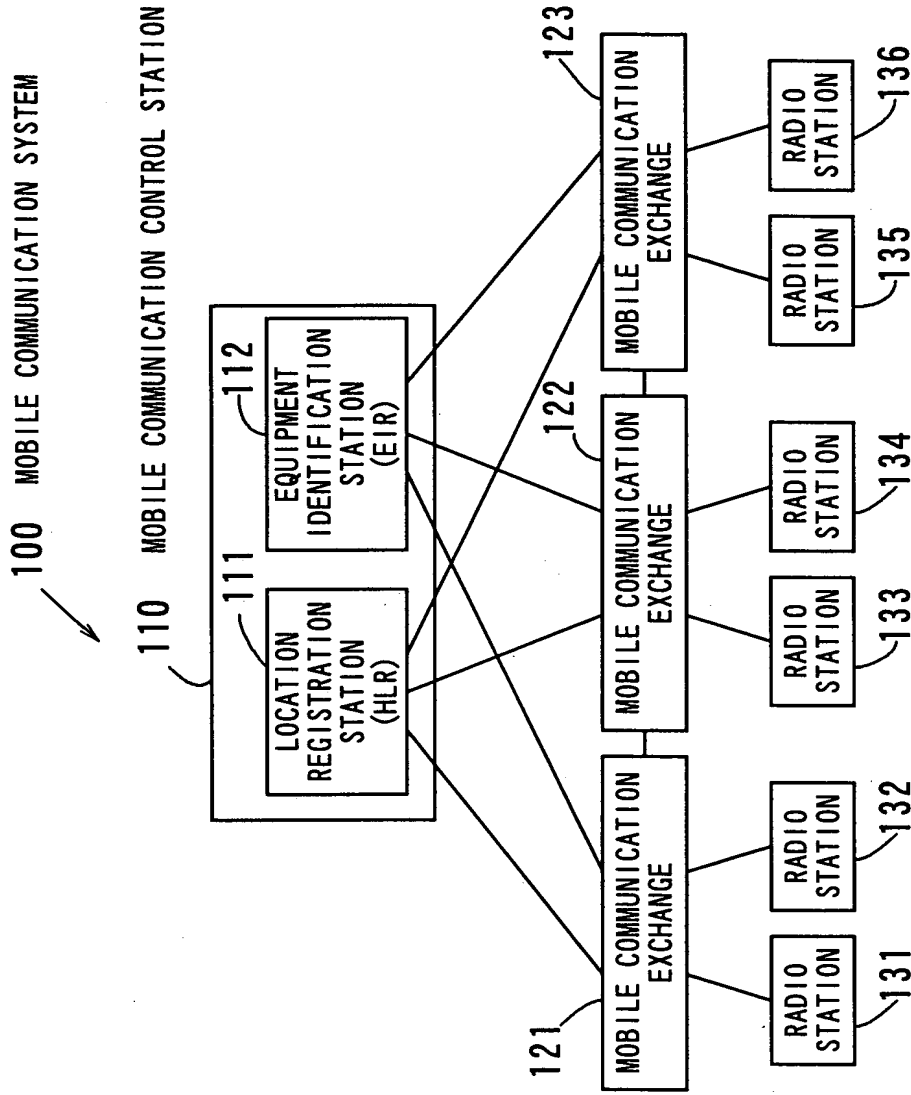 100 MOBILE COMMUNICATION SYSTEM
110 MOBILE COMMUNICATION CONTROL STATION
111
LOCATION
REGISTRATION
STATION
(HLR)
112
EQUIPMENT
IDENTIFICATION
STATION
(EIR)
121
MOBILE COMMUNICATION
EXCHANGE
122
MOBILE COMMUNICATION
EXCHANGE
123
MOBILE COMMUNICATION
EXCHANGE
RADIO
STATION
131
RADIO
STATION
132
RADIO
STATION
133
RADIO
STATION
134
RADIO
STATION
135
RADIO
STATION
136